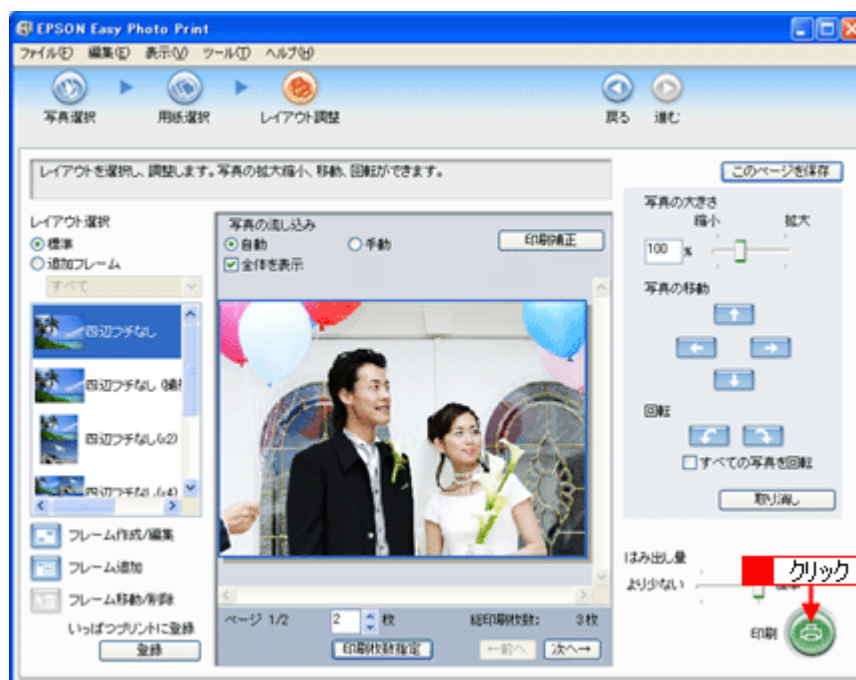 EPSON Easy Photo Print
ファイル(F) 編集(E) 表示(V) ツール(T) ヘルプ(H)
写真選択 用紙選択 レイアウト調整 戻る 進む
レイアウトを選択し、調整します。写真の拡大縮小、移動、回転ができます。
このページを保存
レイアウト選択
標準
追加フレーム
すべて
四辺フチなし
四辺フチなし
四辺フチなし(x2)
四辺フチなし(x4)
フレーム作成/編集
フレーム追加
フレーム移動/削除
いっぱつプリントに登録
登録
写真の流し込み
自動 手動
印刷補正
全体を表示
ページ 1/2 2 枚 総印刷枚数: 3枚
印刷枚数指定 ←前へ 次へ→
写真の大きさ
縮小 拡大
100 %
写真の移動
回転
すべての写真を回転
取り消し
はみ出し量
より少ない
クリック
印刷